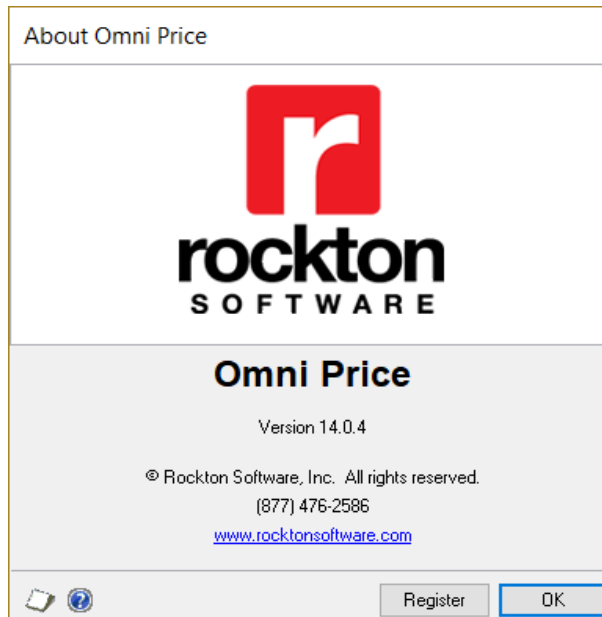 About Omni Price
r
rockton
SOFTWARE
Omni Price
Version 14.0.4
© Rockton Software, Inc. All rights reserved.
(877) 476-2586
www.rocktonsoftware.com
Register
OK